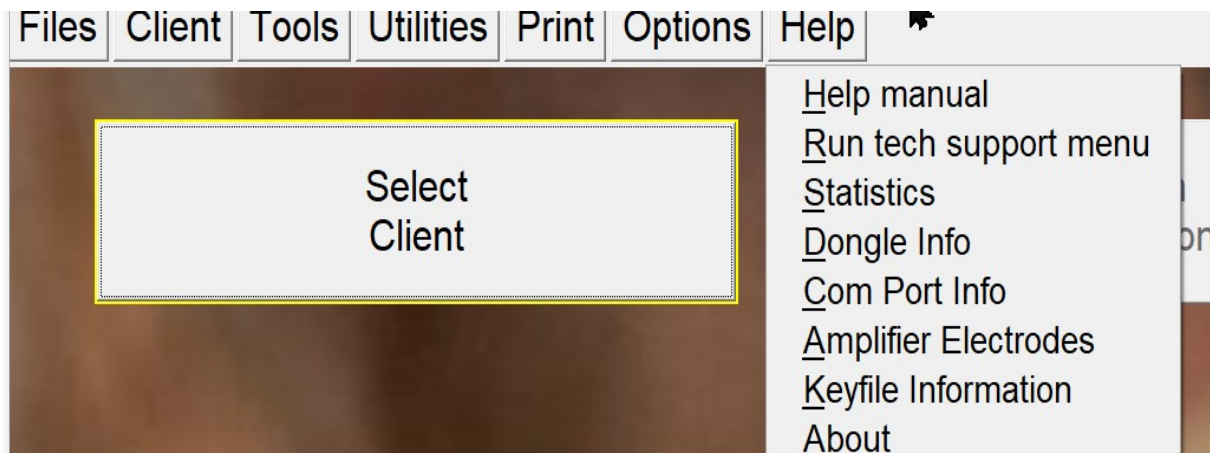 Files Client Tools Utilities Print Options Help
Select
Client
Help manual
Run tech support menu
Statistics
Dongle Info
Com Port Info
Amplifier Electrodes
Keyfile Information
About